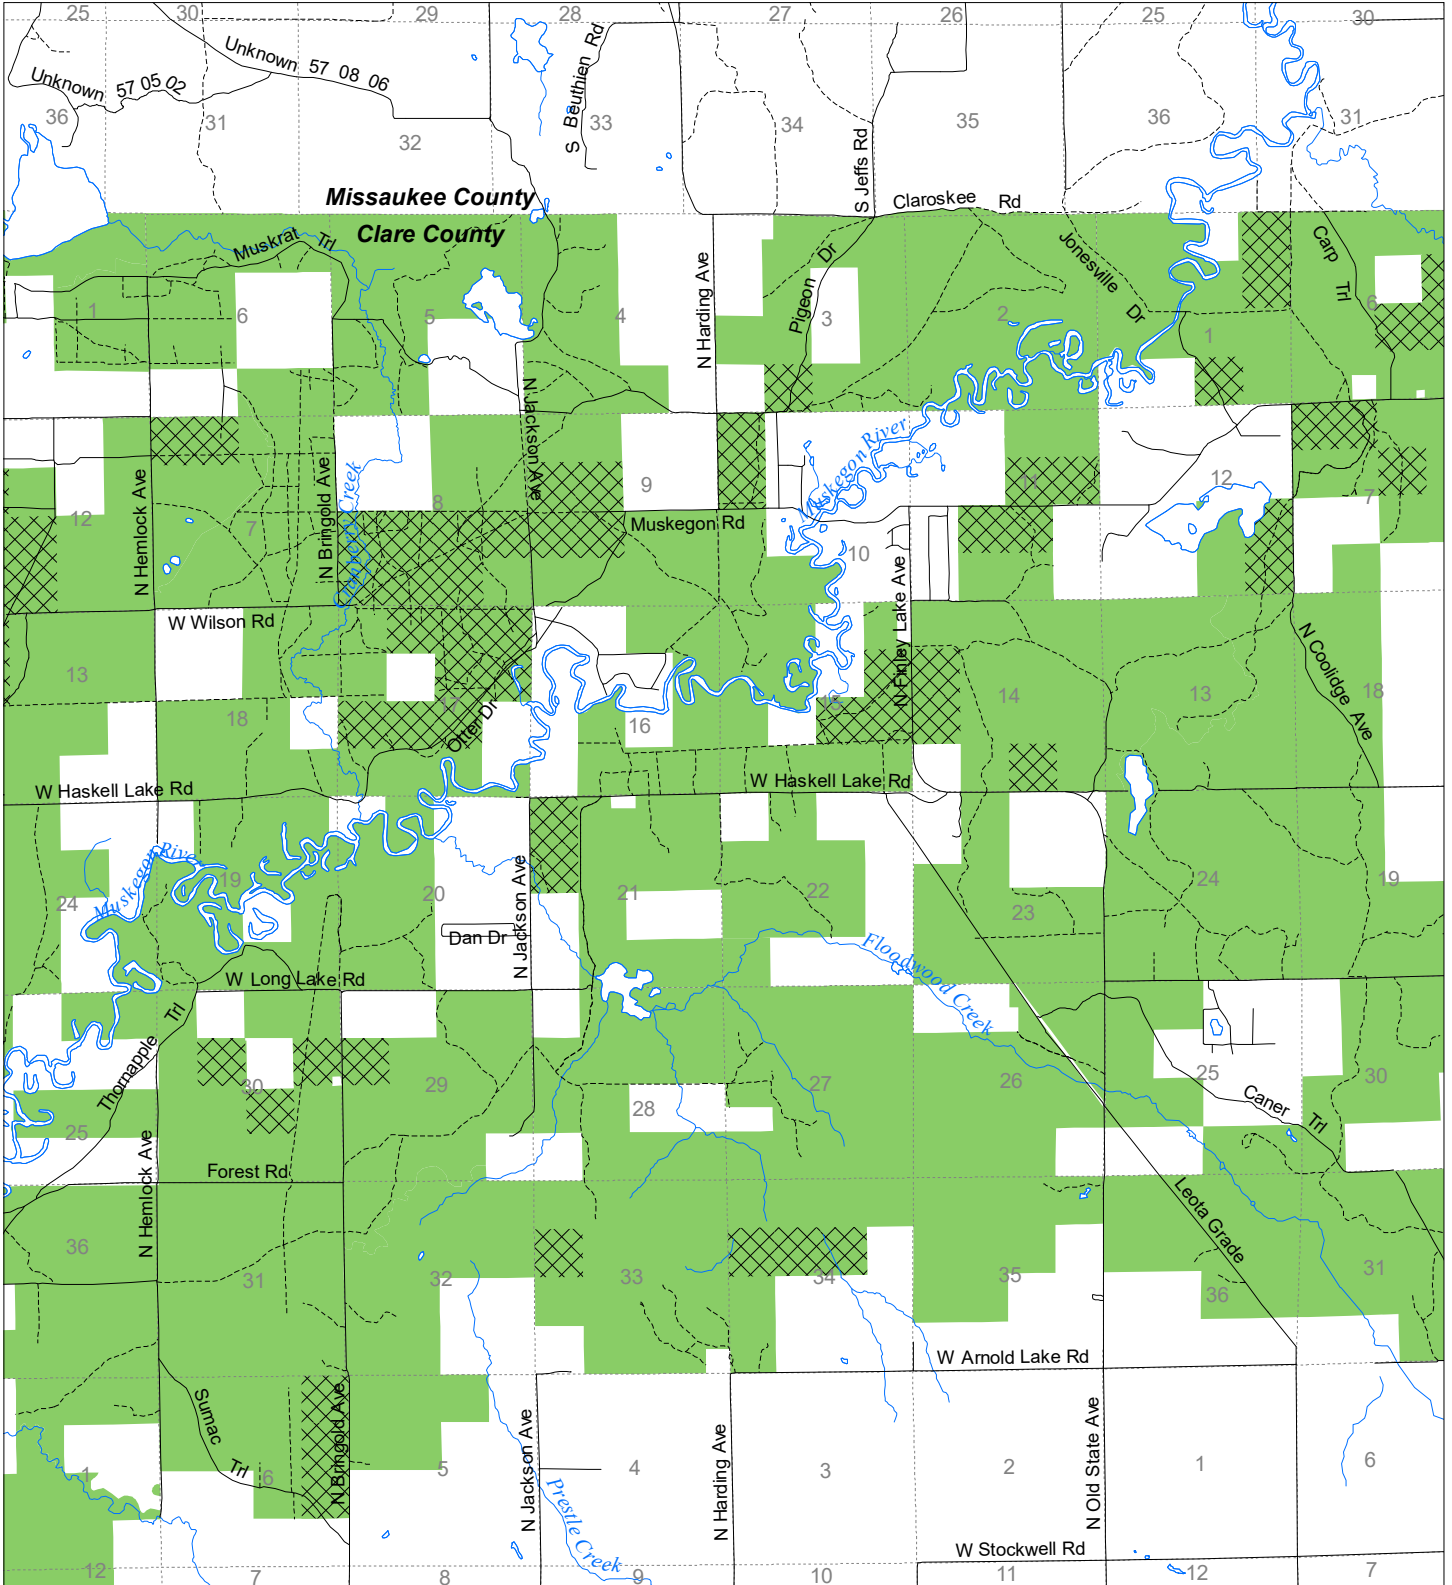 25 30 29 28 27 26 25 30
Unknown 57 08 06
Unknown 57 05 02
S Beuthien Rd
36 31 32 33 34 35 36 31
S Jeffs Rd
Missaukee County
Clare County
Claroskee Rd
Muskrat Trl
Pigeon Dr
Jonesville Dr
Carp Trl
N Harding Ave
1 6 5 4 3 2 1 6
N Jackson Ave
Muskegon River
N Hemlock Ave
N Bringold Ave
Cranberry Creek
12 7 8 9 10 11 12 7
Muskegon Rd
N Finley Lake Ave
W Wilson Rd
N Coolidge Ave
13 18 17 16 15 14 13 18
Otter Dr
W Haskell Lake Rd
W Haskell Lake Rd
Muskegon River
24 19 20 21 22 23 24 19
N Jackson Ave
Dan Dr
Floodwood Creek
W Long Lake Rd
Thornapple Trl
25 30 29 28 27 26 25 30
Caner Trl
N Hemlock Ave
Forest Rd
Leota Grade
36 31 32 33 34 35 36 31
W Arnold Lake Rd
Sumac Trl
N Bringold Ave
N Jackson Ave
N Harding Ave
N Old State Ave
1 6 5 4 3 2 1 6
Prestle Creek
W Stockwell Rd
12 7 8 9 10 11 12 7